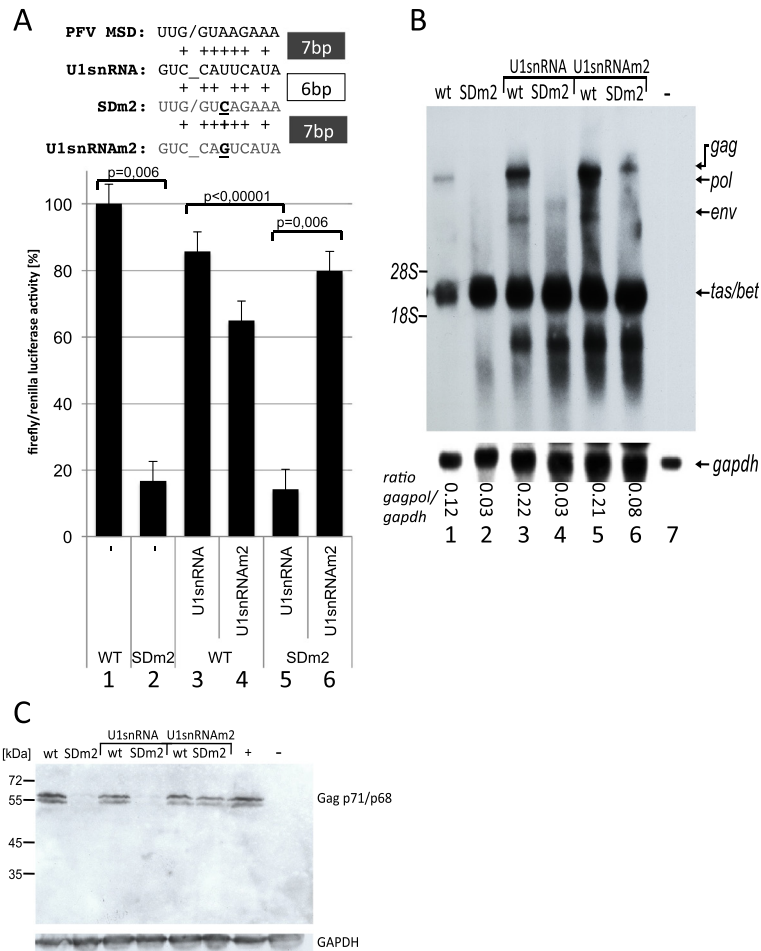 A
PFV MSD: UUG/GUAAGAAA
+ ++++ + 7bp
U1snRNA: GUC_CAUUCAUA
++ ++ + 6bp
SDm2: UUG/GUCAGAAA
+ ++++ + 7bp
U1snRNAm2: GUC_CAGUCAUA
p=0,006
p<0,00001
p=0,006
firefly/renilla luciferase activity [%]
100
80
60
40
20
0
- - U1snRNA U1snRNAm2 U1snRNA U1snRNAm2
WT SDm2 WT SDm2
1 2 3 4 5 6
B
U1snRNA U1snRNAm2
wt SDm2 wt SDm2 wt SDm2 -
gag
pol
env
28S
tas/bet
18S
gapdh
ratio
gagpol/
gapdh
0.12 0.03 0.22 0.03 0.21 0.08
1 2 3 4 5 6 7
C
U1snRNA U1snRNAm2
[kDa] wt SDm2 wt SDm2 wt SDm2 + -
72
55 Gag p71/p68
45
35
GAPDH